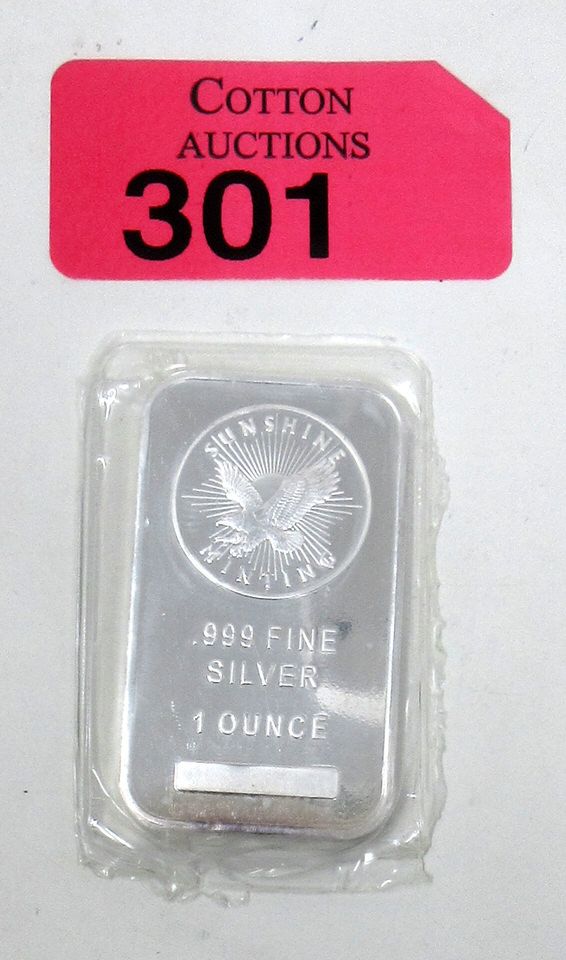 COTTON
AUCTIONS
301
SUNSHINE
MINTING
.999 FINE
SILVER
1 OUNCE